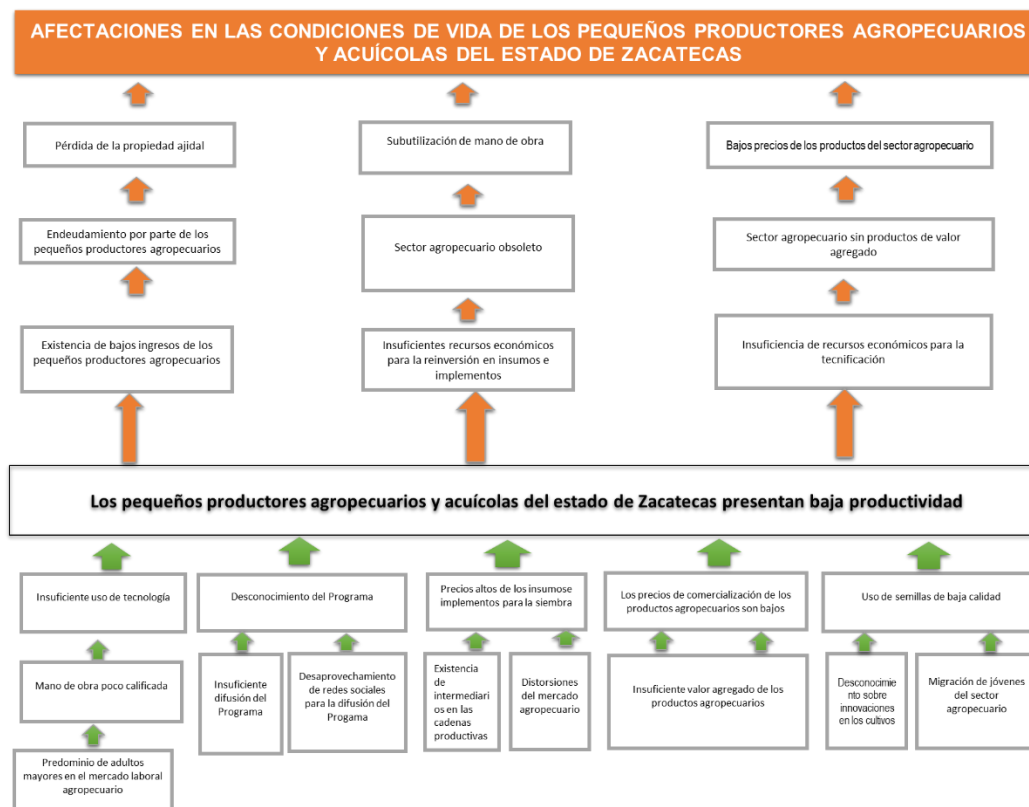 AFECTACIONES EN LAS CONDICIONES DE VIDA DE LOS PEQUEÑOS PRODUCTORES AGROPECUARIOS
Y ACUÍCOLAS DEL ESTADO DE ZACATECAS
Pérdida de la propiedad ajidal
Subutilización de mano de obra
Bajos precios de los productos del sector agropecuario
Endeudamiento por parte de los
pequeños productores agropecuarios
Sector agropecuario obsoleto
Sector agropecuario sin productos de valor
agregado
Existencia de bajos ingresos de los
pequeños productores agropecuarios
Insuficientes recursos económicos
para la reinversión en insumos e
implementos
Insuficiencia de recursos económicos para la
tecnificación
Los pequeños productores agropecuarios y acuícolas del estado de Zacatecas presentan baja productividad
Insuficiente uso de tecnología
Desconocimiento del Programa
Precios altos de los insumose
implementos para la siembra
Los precios de comercialización de los
productos agropecuarios son bajos
Uso de semillas de baja calidad
Mano de obra poco calificada
Insuficiente
difusión del
Programa
Desaprovechamiento
de redes sociales
para la difusión del
Progama
Existencia
de
intermediari
os en las
cadenas
productivas
Distorsiones
del mercado
agropecuario
Insuficiente valor agregado de los
productos agropecuarios
Desconocimie
nto sobre
innovaciones
en los cultivos
Migración de jóvenes
del sector
agropecuario
Predominio de adultos
mayores en el mercado laboral
agropecuario